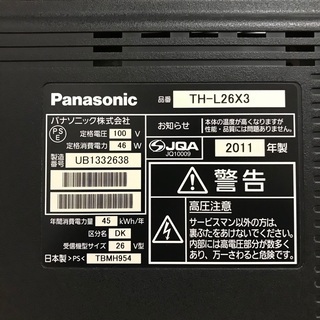 Panasonic
品番 TH-L26X3
パナソニック株式会社
PS E 定格電圧 100 V
定格消費電力 46 W
お知らせ 本体の温度が高くなりますが
性能・品質には問題ありません。
製造番号 UB1332638
JQA
JQ10009
2011 年製
警告
高圧注意
サービスマン以外の方は、
裏ぶたをあけないでください。
内部には高電圧部分が数多く
あり、万一さわると危険です。
年間消費電力量 45 kWh/年
区分名 DK
受信機型サイズ 26 V型
日本製 >PS< TBMH954